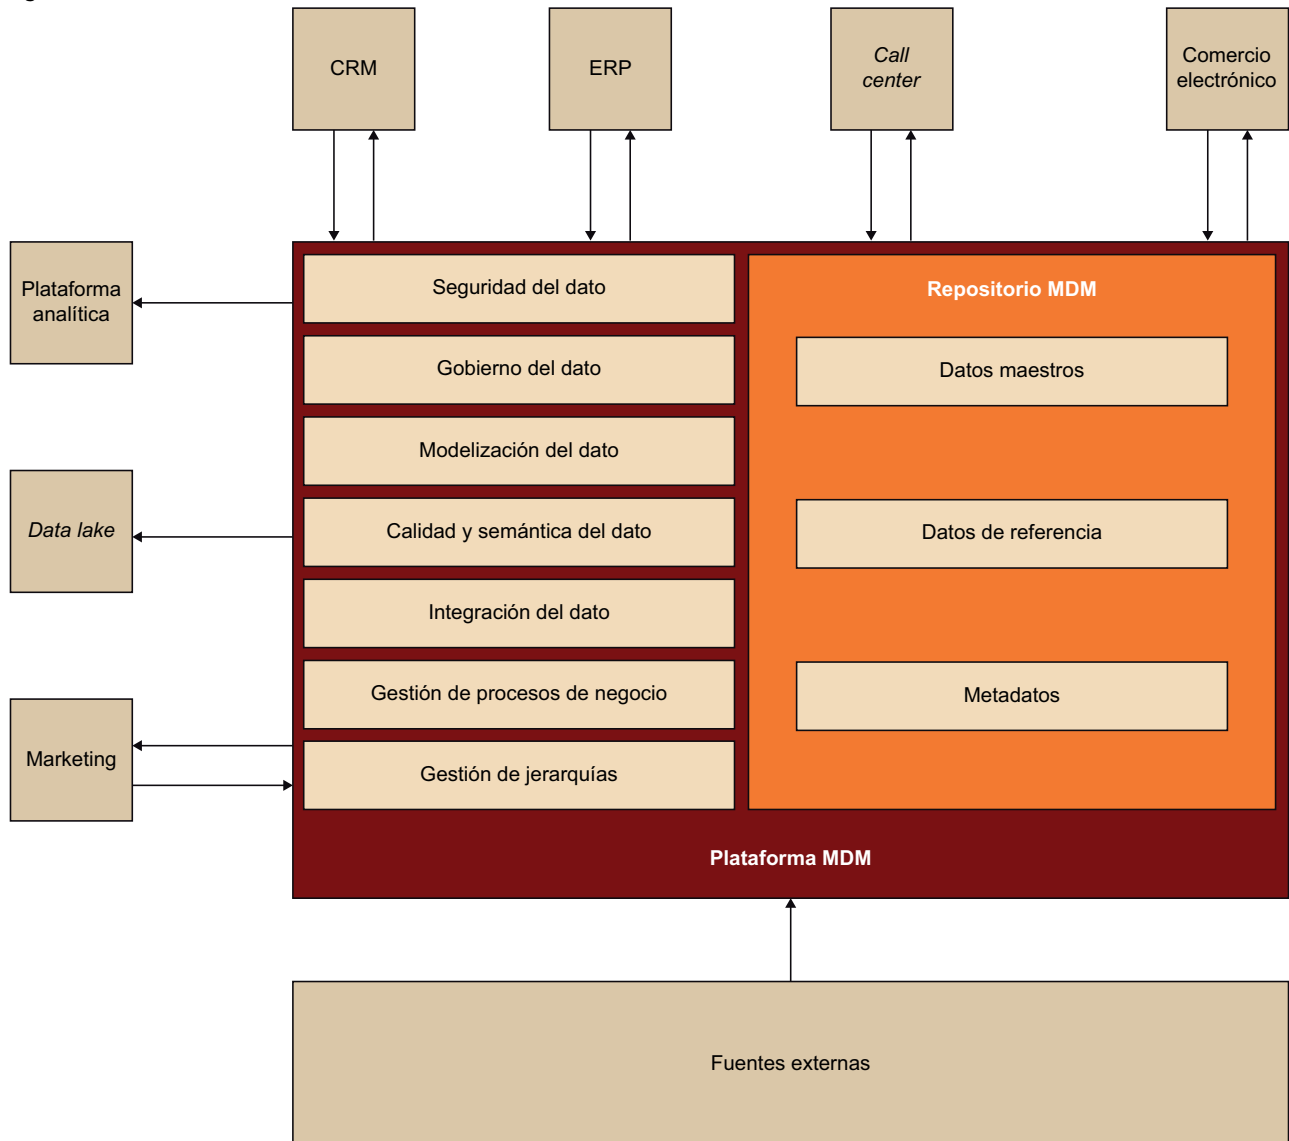 CRM
ERP
Call
center
Comercio
electrónico
Plataforma
analítica
Data lake
Marketing
Seguridad del dato
Gobierno del dato
Modelización del dato
Calidad y semántica del dato
Integración del dato
Gestión de procesos de negocio
Gestión de jerarquías
Repositorio MDM
Datos maestros
Datos de referencia
Metadatos
Plataforma MDM
Fuentes externas